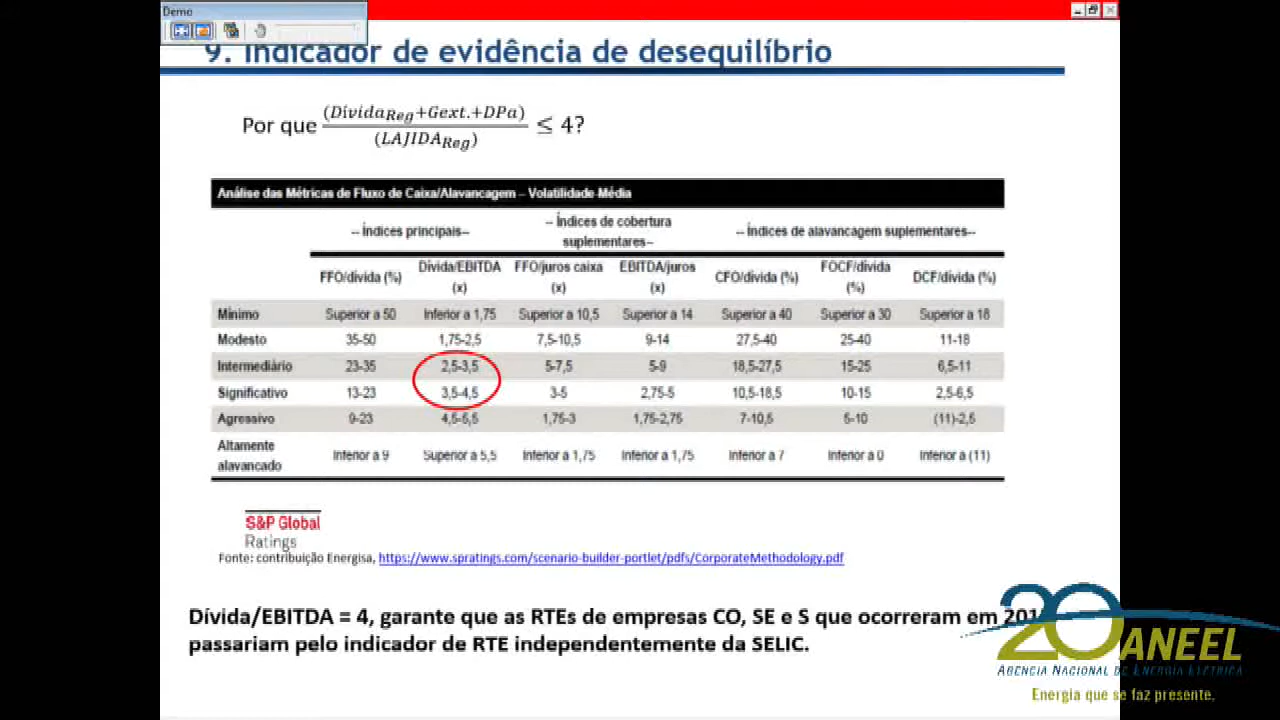 Demo
9. Indicador de evidência de desequilíbrio
Por que (Dívida_Reg+Gext.+DPa)/(LAJIDA_Reg) ≤ 4?
Análise das Métricas de Fluxo de Caixa/Alavancagem – Volatilidade Média
--Índices principais-- --Índices de cobertura suplementares-- --Índices de alavancagem suplementares--
FFO/dívida (%) Dívida/EBITDA (x) FFO/juros caixa (x) EBITDA/juros (x) CFO/dívida (%) FOCF/dívida (%) DCF/dívida (%)
Mínimo Superior a 50 Inferior a 1,75 Superior a 10,5 Superior a 14 Superior a 40 Superior a 30 Superior a 18
Modesto 35-50 1,75-2,5 7,5-10,5 9-14 27,5-40 25-40 11-18
Intermediário 23-35 2,5-3,5 5-7,5 5-9 18,5-27,5 15-25 6,5-11
Significativo 13-23 3,5-4,5 3-5 2,75-5 10,5-18,5 10-15 2,5-6,5
Agressivo 9-23 4,5-5,5 1,75-3 1,75-2,75 7-10,5 5-10 (11)-2,5
Altamente alavancado Inferior a 9 Superior a 5,5 Inferior a 1,75 Inferior a 1,75 Inferior a 7 Inferior a 0 Inferior a (11)
S&P Global
Ratings
Fonte: contribuição Energisa, https://www.spratings.com/scenario-builder-portlet/pdfs/CorporateMethodology.pdf
Dívida/EBITDA = 4, garante que as RTEs de empresas CO, SE e S que ocorreram em
passariam pelo indicador de RTE independentemente da SELIC.
20 ANEEL
AGÊNCIA NACIONAL DE ENERGIA ELÉTRICA
Energia que se faz presente.